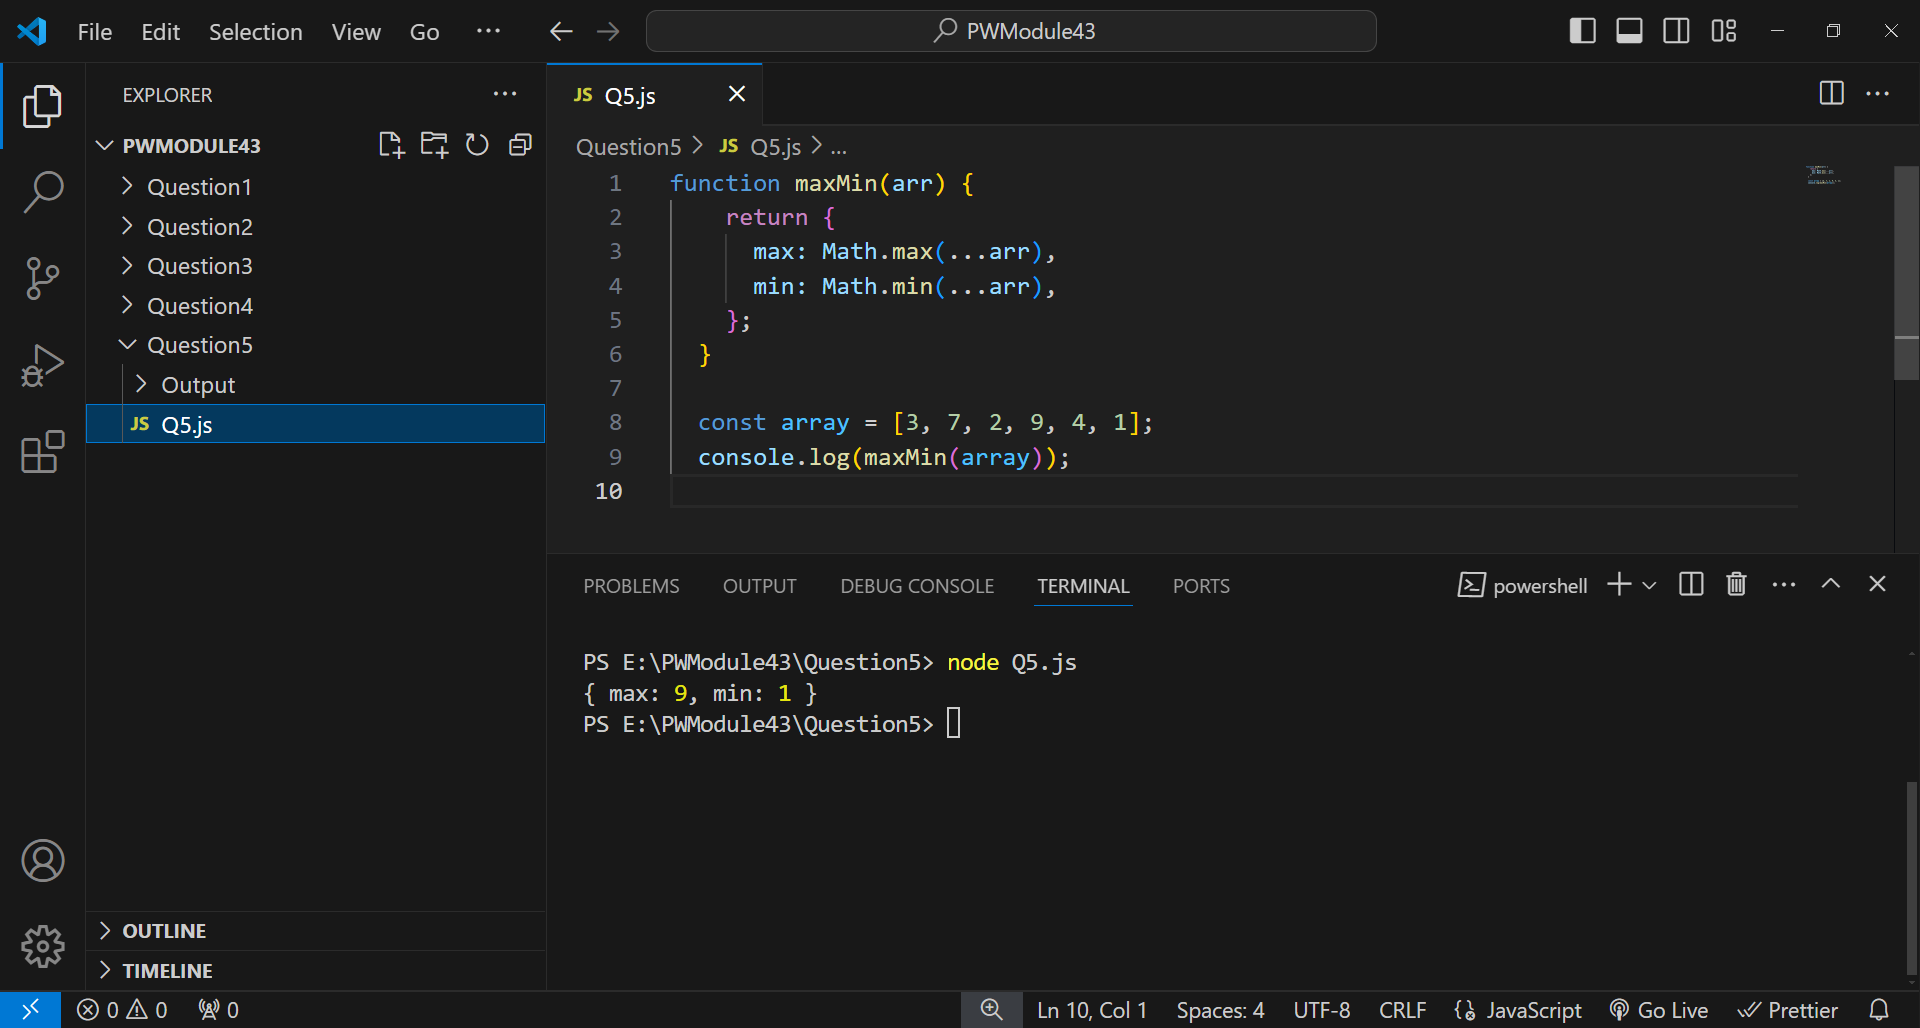 File Edit Selection View Go ··· PWModule43
EXPLORER ···
PWMODULE43
Question1
Question2
Question3
Question4
Question5
Output
JS Q5.js
OUTLINE
TIMELINE
JS Q5.js
Question5 > JS Q5.js > ...
1 function maxMin(arr) {
2 return {
3 max: Math.max(...arr),
4 min: Math.min(...arr),
5 };
6 }
7
8 const array = [3, 7, 2, 9, 4, 1];
9 console.log(maxMin(array));
10
PROBLEMS OUTPUT DEBUG CONSOLE TERMINAL PORTS powershell
PS E:\PWModule43\Question5> node Q5.js
{ max: 9, min: 1 }
PS E:\PWModule43\Question5>
0 0 0 Ln 10, Col 1 Spaces: 4 UTF-8 CRLF {} JavaScript Go Live Prettier